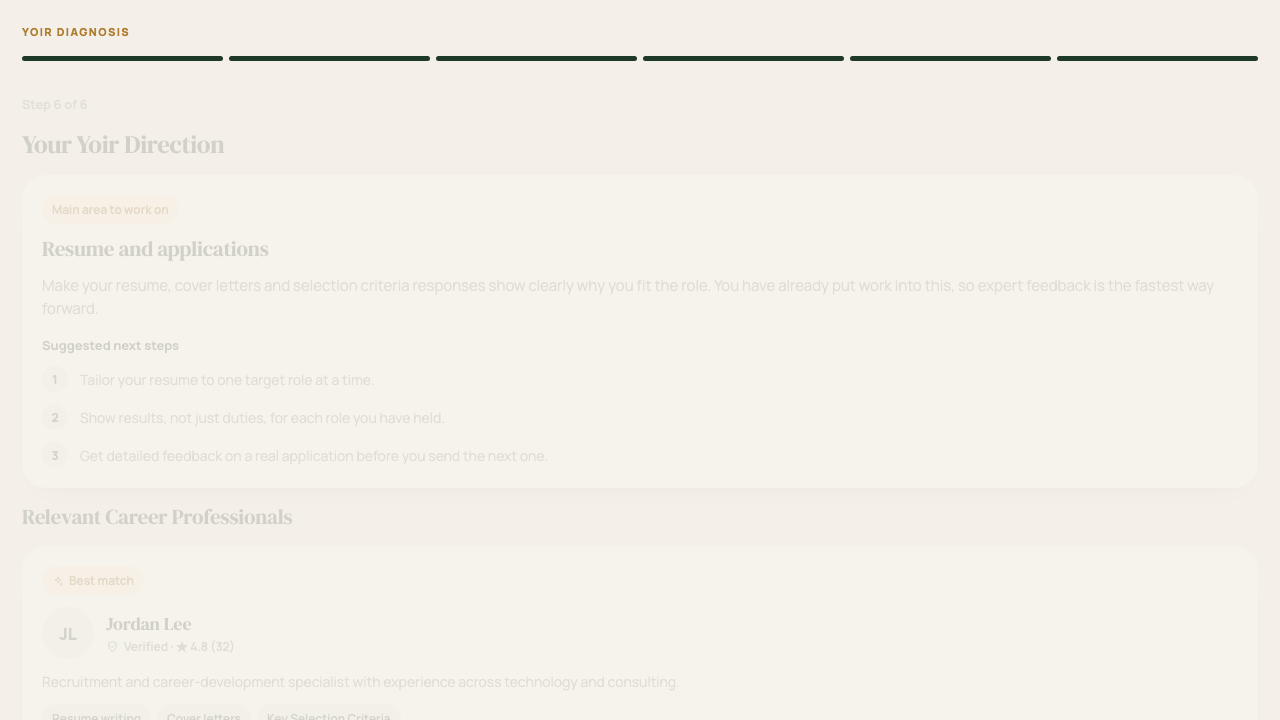 YOIR DIAGNOSIS
Step 6 of 6
Your Yoir Direction
Main area to work on
Resume and applications
Make your resume, cover letters and selection criteria responses show clearly why you fit the role. You have already put work into this, so expert feedback is the fastest way
forward.
Suggested next steps
1 Tailor your resume to one target role at a time.
2 Show results, not just duties, for each role you have held.
3 Get detailed feedback on a real application before you send the next one.
Relevant Career Professionals
Best match
JL
Jordan Lee
Verified · ★ 4.8 (32)
Recruitment and career-development specialist with experience across technology and consulting.
Resume writing Cover letters Key Selection Criteria